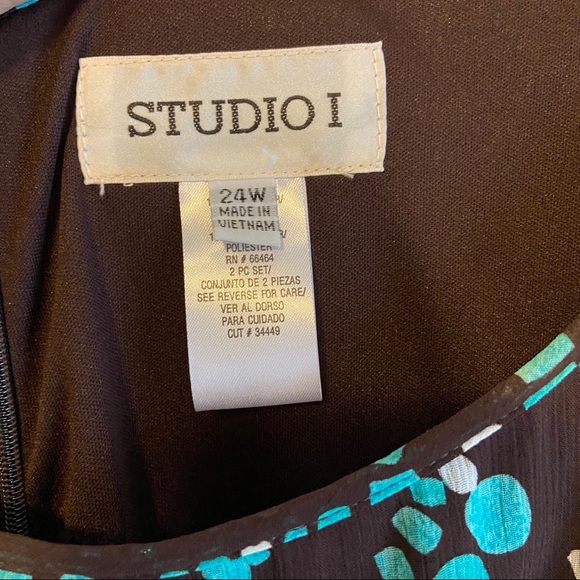 STUDIO I
24W
MADE IN
VIETNAM
POLIESTER
RN # 66464
2 PC SET/
CONJUNTO DE 2 PIEZAS
SEE REVERSE FOR CARE/
VER AL DORSO
PARA CUIDADO
CUT # 34449